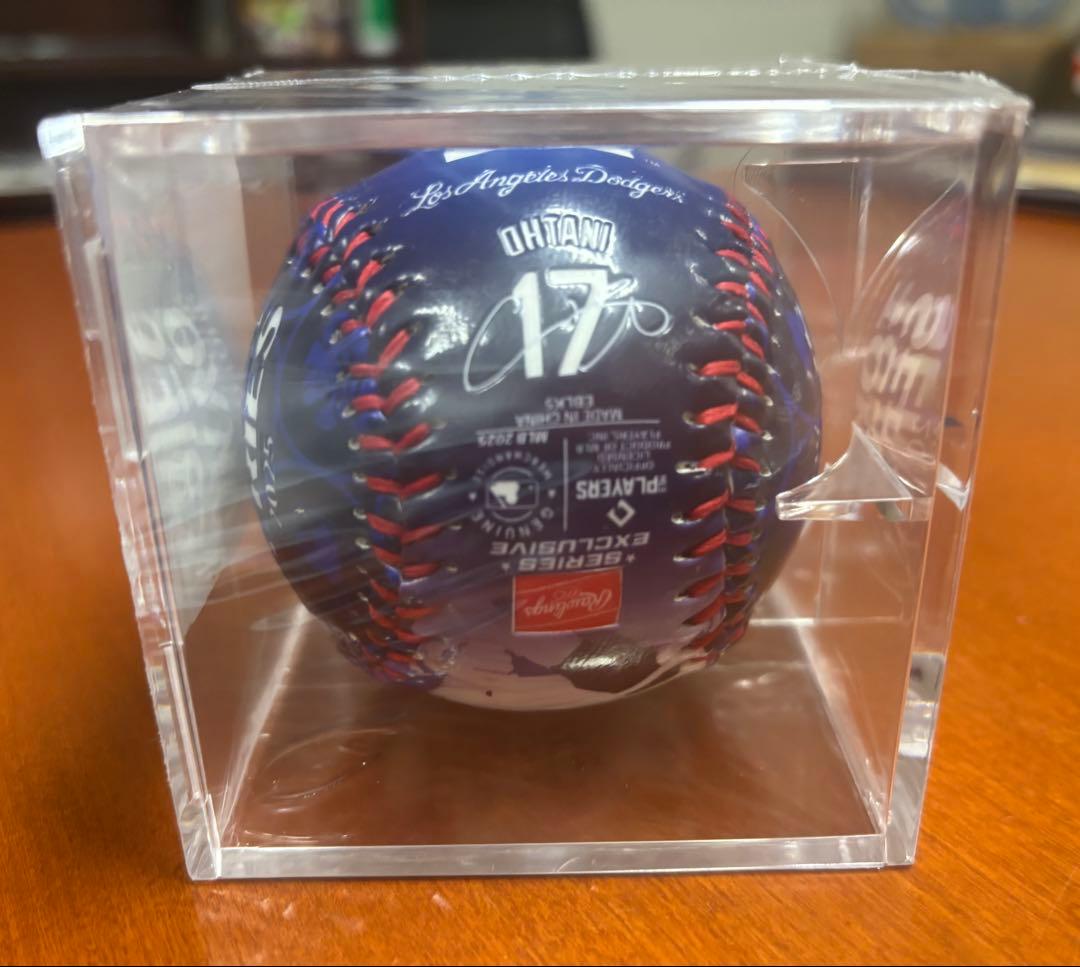 Los Angeles Dodgers
OHTANI
17
Rawlings
★ SERIES ★
EXCLUSIVE
PLAYERS
OFFICIALLY
LICENSED
PRODUCT OF MLB
PLAYERS, INC.
GENUINE
MERCHANDISE
MLB 2025
MADE IN CHINA